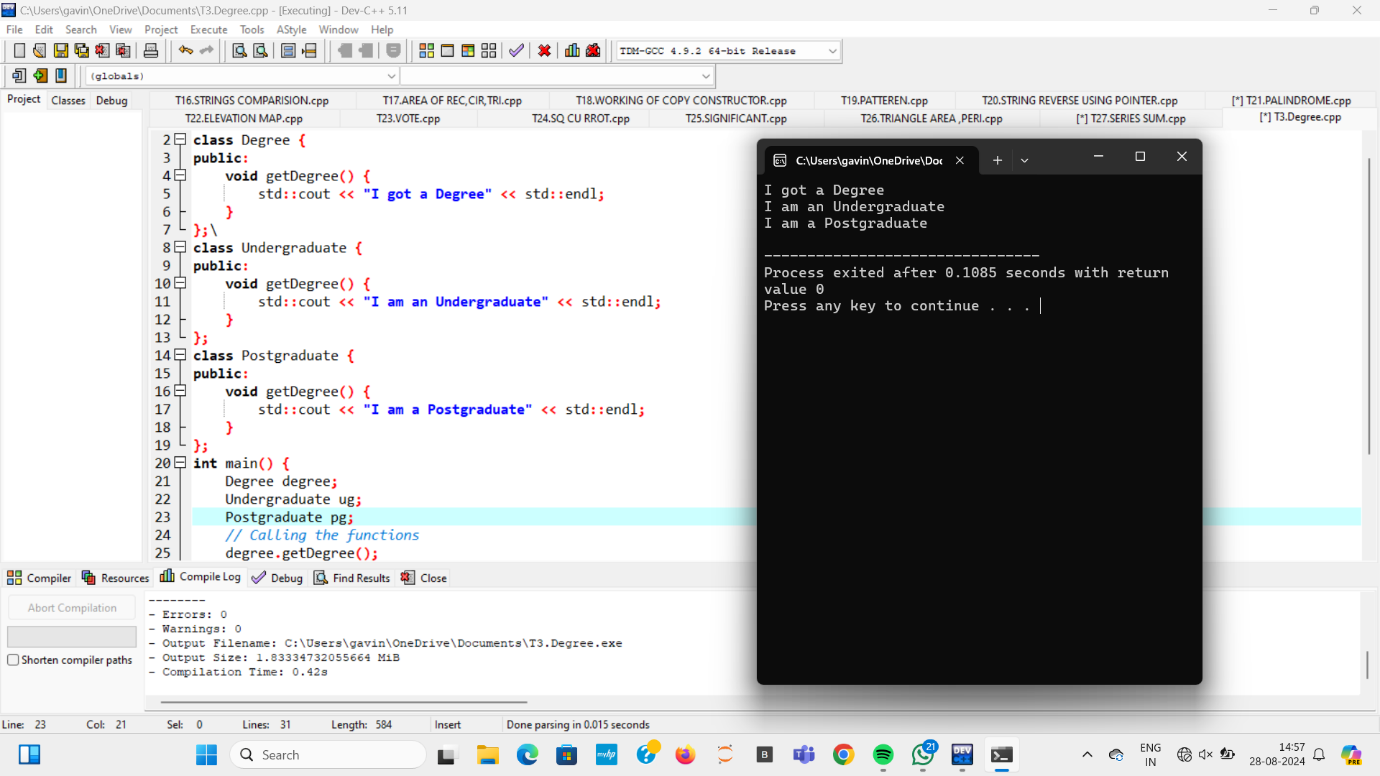 C:\Users\gavin\OneDrive\Documents\T3.Degree.cpp - [Executing] - Dev-C++ 5.11
File Edit Search View Project Execute Tools AStyle Window Help
TDM-GCC 4.9.2 64-bit Release
(globals)
Project Classes Debug
T16.STRINGS COMPARISION.cpp T17.AREA OF REC,CIR,TRI.cpp T18.WORKING OF COPY CONSTRUCTOR.cpp T19.PATTEREN.cpp T20.STRING REVERSE USING POINTER.cpp [*] T21.PALINDROME.cpp
T22.ELEVATION MAP.cpp T23.VOTE.cpp T24.SQ CU RROT.cpp T25.SIGNIFICANT.cpp T26.TRIANGLE AREA ,PERI.cpp [*] T27.SERIES SUM.cpp [*] T3.Degree.cpp
2 class Degree {
3 public:
4 void getDegree() {
5 std::cout << "I got a Degree" << std::endl;
6 }
7 };\
8 class Undergraduate {
9 public:
10 void getDegree() {
11 std::cout << "I am an Undergraduate" << std::endl;
12 }
13 };
14 class Postgraduate {
15 public:
16 void getDegree() {
17 std::cout << "I am a Postgraduate" << std::endl;
18 }
19 };
20 int main() {
21 Degree degree;
22 Undergraduate ug;
23 Postgraduate pg;
24 // Calling the functions
25 degree.getDegree();
C:\Users\gavin\OneDrive\Doc
I got a Degree
I am an Undergraduate
I am a Postgraduate
--------------------------------
Process exited after 0.1085 seconds with return
value 0
Press any key to continue . . .
Compiler Resources Compile Log Debug Find Results Close
Abort Compilation
Shorten compiler paths
--------
- Errors: 0
- Warnings: 0
- Output Filename: C:\Users\gavin\OneDrive\Documents\T3.Degree.exe
- Output Size: 1.83334732055664 MiB
- Compilation Time: 0.42s
Line: 23 Col: 21 Sel: 0 Lines: 31 Length: 584 Insert Done parsing in 0.015 seconds
Search
myhp
B
21
DEV
ENG
IN
14:57
28-08-2024
PRE